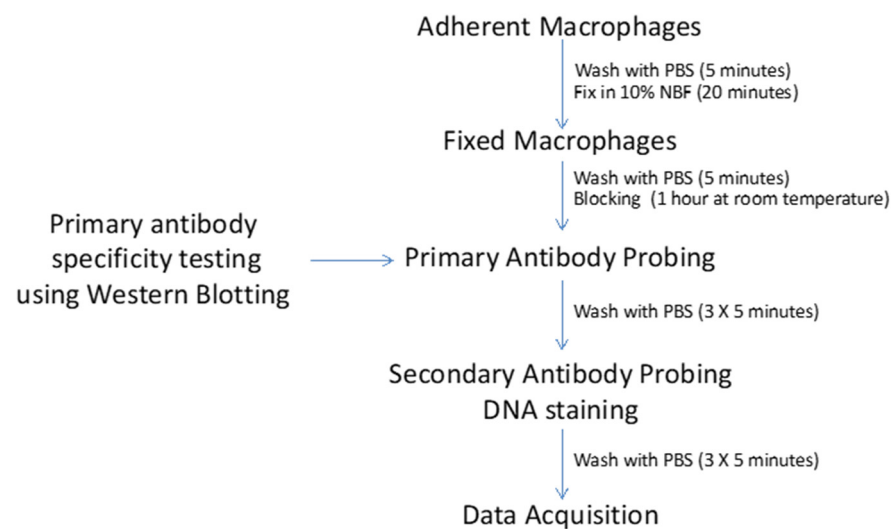 Adherent Macrophages
Wash with PBS (5 minutes)
Fix in 10% NBF (20 minutes)
Fixed Macrophages
Wash with PBS (5 minutes)
Blocking (1 hour at room temperature)
Primary antibody
specificity testing
using Western Blotting
Primary Antibody Probing
Wash with PBS (3 X 5 minutes)
Secondary Antibody Probing
DNA staining
Wash with PBS (3 X 5 minutes)
Data Acquisition